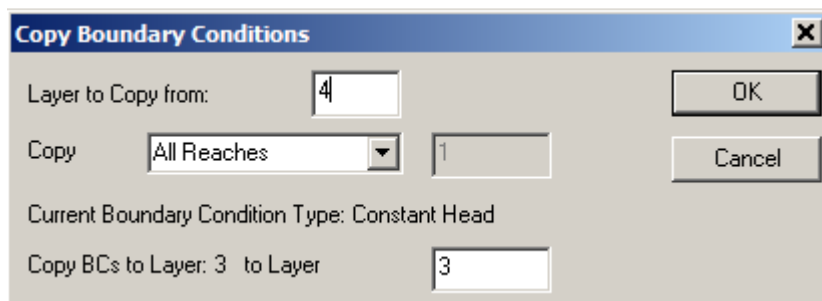 Copy Boundary Conditions
Layer to Copy from: 4 OK
Copy All Reaches 1 Cancel
Current Boundary Condition Type: Constant Head
Copy BCs to Layer: 3 to Layer 3